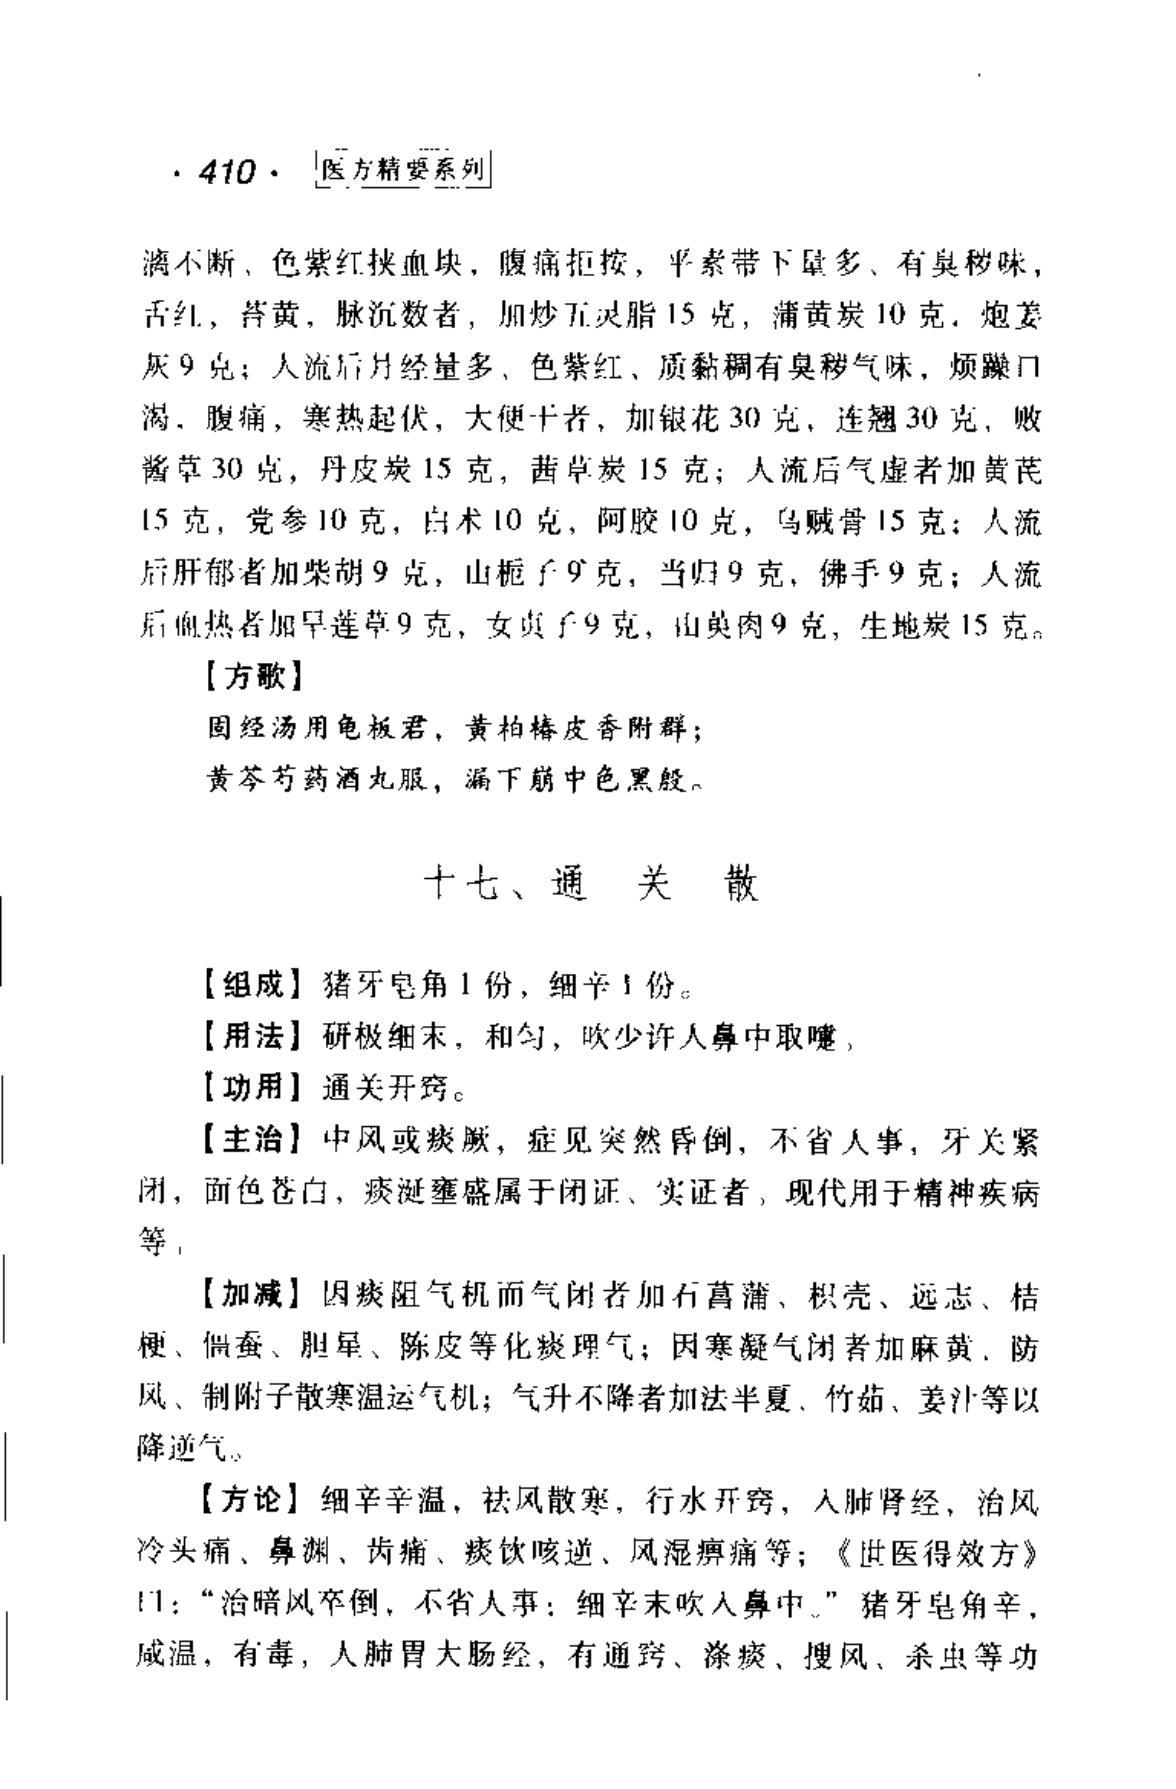 · 410 · 医方精要系列
漓不断、色紫红挟血块，腹痛拒按，平素带下量多、有臭秽味，
舌红，苔黄，脉沉数者，加炒五灵脂15克，蒲黄炭10克，炮姜
灰9克；人流后月经量多、色紫红、质黏稠有臭秽气味，烦躁口
渴，腹痛，寒热起伏，大便干者，加银花30克，连翘30克，败
酱草30克，丹皮炭15克，茜草炭15克；人流后气虚者加黄芪
15克，党参10克，白术10克，阿胶10克，乌贼骨15克；人流
后肝郁者加柴胡9克，山栀子9克，当归9克，佛手9克；人流
后血热者加旱莲草9克，女贞子9克，山萸肉9克，生地炭15克。
【方歌】
固经汤用龟板君，黄柏椿皮香附群；
黄芩芍药酒丸服，漏下崩中色黑殷。
十七、通 关 散
【组成】猪牙皂角1份，细辛1份。
【用法】研极细末，和匀，吹少许入鼻中取嚏。
【功用】通关开窍。
【主治】中风或痰厥，症见突然昏倒，不省人事，牙关紧
闭，面色苍白，痰涎壅盛属于闭证、实证者。现代用于精神疾病
等。
【加减】因痰阻气机而气闭者加石菖蒲、枳壳、远志、桔
梗、僵蚕、胆星、陈皮等化痰理气；因寒凝气闭者加麻黄、防
风、制附子散寒温运气机；气升不降者加法半夏、竹茹、姜汁等以
降逆气。
【方论】细辛辛温，祛风散寒，行水开窍，入肺肾经，治风
冷头痛、鼻渊、齿痛、痰饮咳逆、风湿痹痛等；《世医得效方》
曰：“治暗风卒倒，不省人事：细辛末吹入鼻中。”猪牙皂角辛，
咸温，有毒，入肺胃大肠经，有通窍、涤痰、搜风、杀虫等功